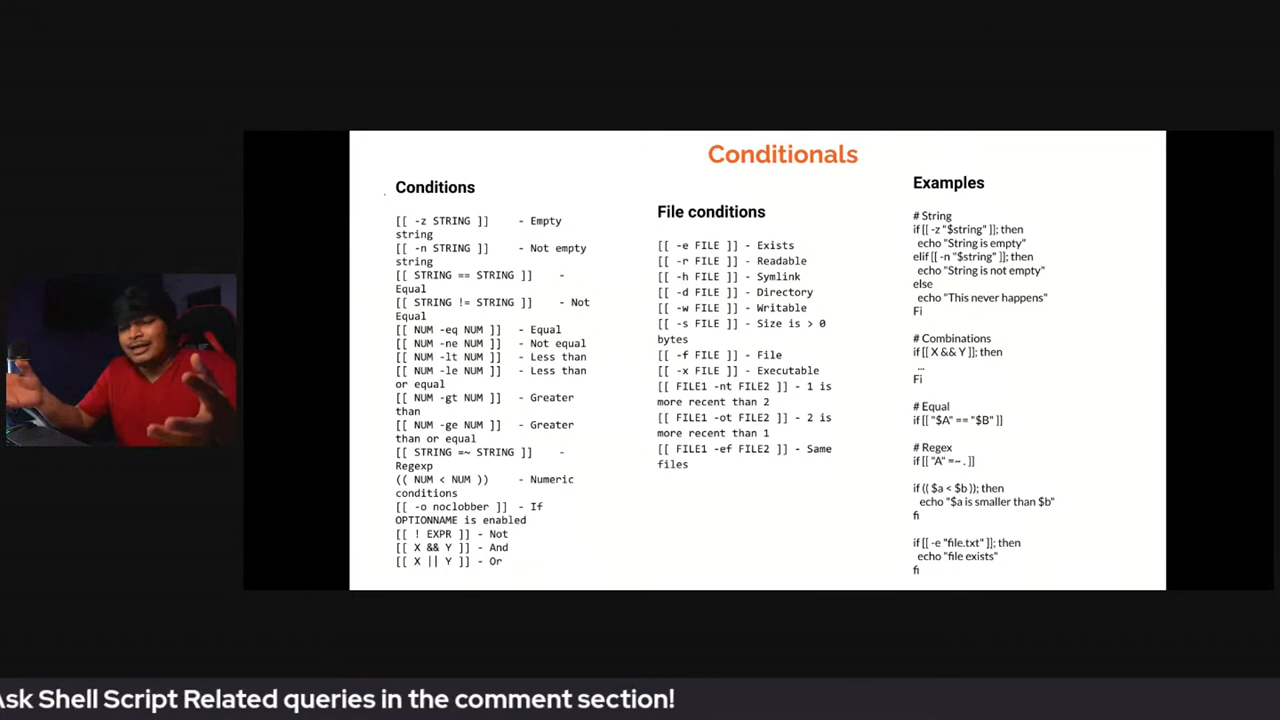 Conditionals
Conditions
[[ -z STRING ]] - Empty
string
[[ -n STRING ]] - Not empty
string
[[ STRING == STRING ]] -
Equal
[[ STRING != STRING ]] - Not
Equal
[[ NUM -eq NUM ]] - Equal
[[ NUM -ne NUM ]] - Not equal
[[ NUM -lt NUM ]] - Less than
[[ NUM -le NUM ]] - Less than
or equal
[[ NUM -gt NUM ]] - Greater
than
[[ NUM -ge NUM ]] - Greater
than or equal
[[ STRING =~ STRING ]] -
Regexp
(( NUM < NUM )) - Numeric
conditions
[[ -o noclobber ]] - If
OPTIONNAME is enabled
[[ ! EXPR ]] - Not
[[ X && Y ]] - And
[[ X || Y ]] - Or
File conditions
[[ -e FILE ]] - Exists
[[ -r FILE ]] - Readable
[[ -h FILE ]] - Symlink
[[ -d FILE ]] - Directory
[[ -w FILE ]] - Writable
[[ -s FILE ]] - Size is > 0
bytes
[[ -f FILE ]] - File
[[ -x FILE ]] - Executable
[[ FILE1 -nt FILE2 ]] - 1 is
more recent than 2
[[ FILE1 -ot FILE2 ]] - 2 is
more recent than 1
[[ FILE1 -ef FILE2 ]] - Same
files
Examples
# String
if [[ -z "$string" ]]; then
echo "String is empty"
elif [[ -n "$string" ]]; then
echo "String is not empty"
else
echo "This never happens"
Fi
# Combinations
if [[ X && Y ]]; then
...
Fi
# Equal
if [[ "$A" == "$B" ]]
# Regex
if [[ "A" =~ . ]]
if (( $a < $b )); then
echo "$a is smaller than $b"
fi
if [[ -e "file.txt" ]]; then
echo "file exists"
fi
Ask Shell Script Related queries in the comment section!